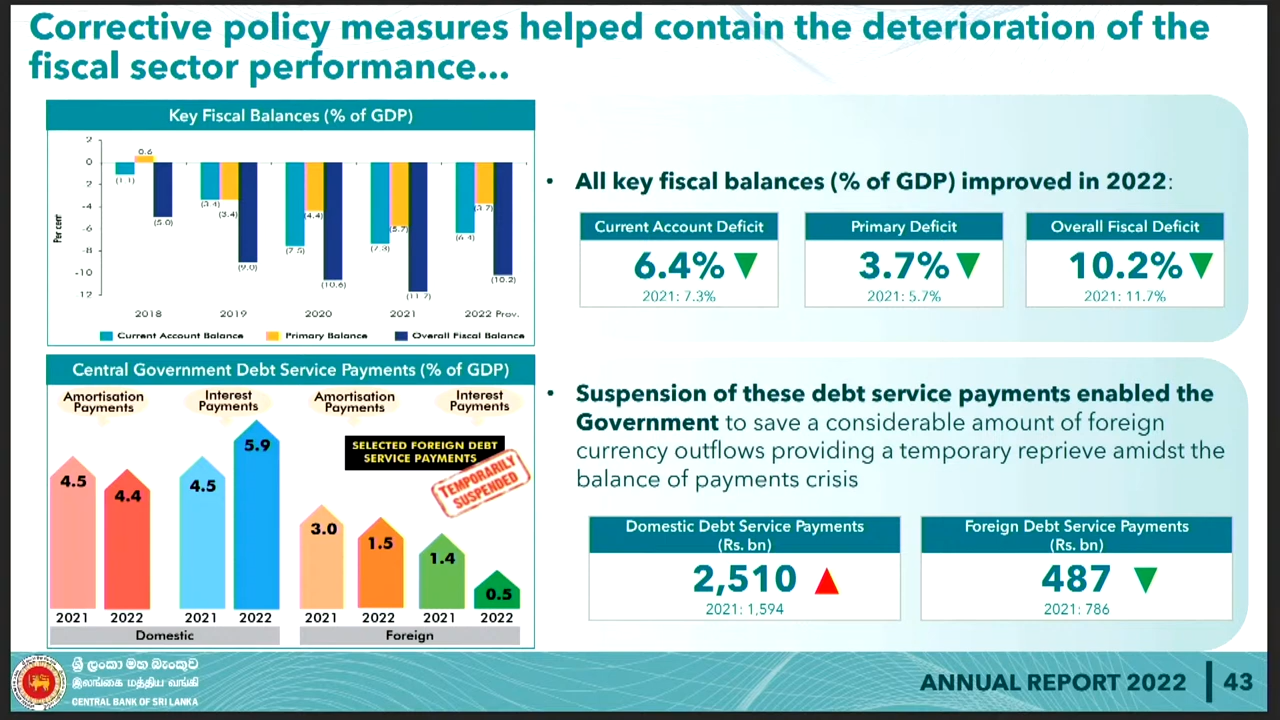 Corrective policy measures helped contain the deterioration of the
fiscal sector performance...
Key Fiscal Balances (% of GDP)
Per cent
2
0
2
-4
-6
-8
-10
12
(1.1)
0.6
(5.0)
(3.4)
(3.4)
(9.0)
(7.5)
(4.4)
(10.6)
(7.3)
(5.7)
(11.7)
(6.4)
(3.7)
(10.2)
2018
2019
2020
2021
2022 Prov.
Current Account Balance
Primary Balance
Overall Fiscal Balance
• All key fiscal balances (% of GDP) improved in 2022:
Current Account Deficit
6.4%
2021: 7.3%
Primary Deficit
3.7%
2021: 5.7%
Overall Fiscal Deficit
10.2%
2021: 11.7%
Central Government Debt Service Payments (% of GDP)
Amortisation
Payments
Interest
Payments
Amortisation
Payments
Interest
Payments
SELECTED FOREIGN DEBT
SERVICE PAYMENTS
TEMPORARILY
SUSPENDED
4.5
4.4
4.5
5.9
3.0
1.5
1.4
0.5
2021
2022
2021
2022
2021
2022
2021
2022
Domestic
Foreign
• Suspension of these debt service payments enabled the
Government to save a considerable amount of foreign
currency outflows providing a temporary reprieve amidst the
balance of payments crisis
Domestic Debt Service Payments
(Rs. bn)
2,510
2021: 1,594
Foreign Debt Service Payments
(Rs. bn)
487
2021: 786
ශ්‍රී ලංකා මහ බැංකුව
இலங்கை மத்திய வங்கி
CENTRAL BANK OF SRI LANKA
ANNUAL REPORT 2022
43